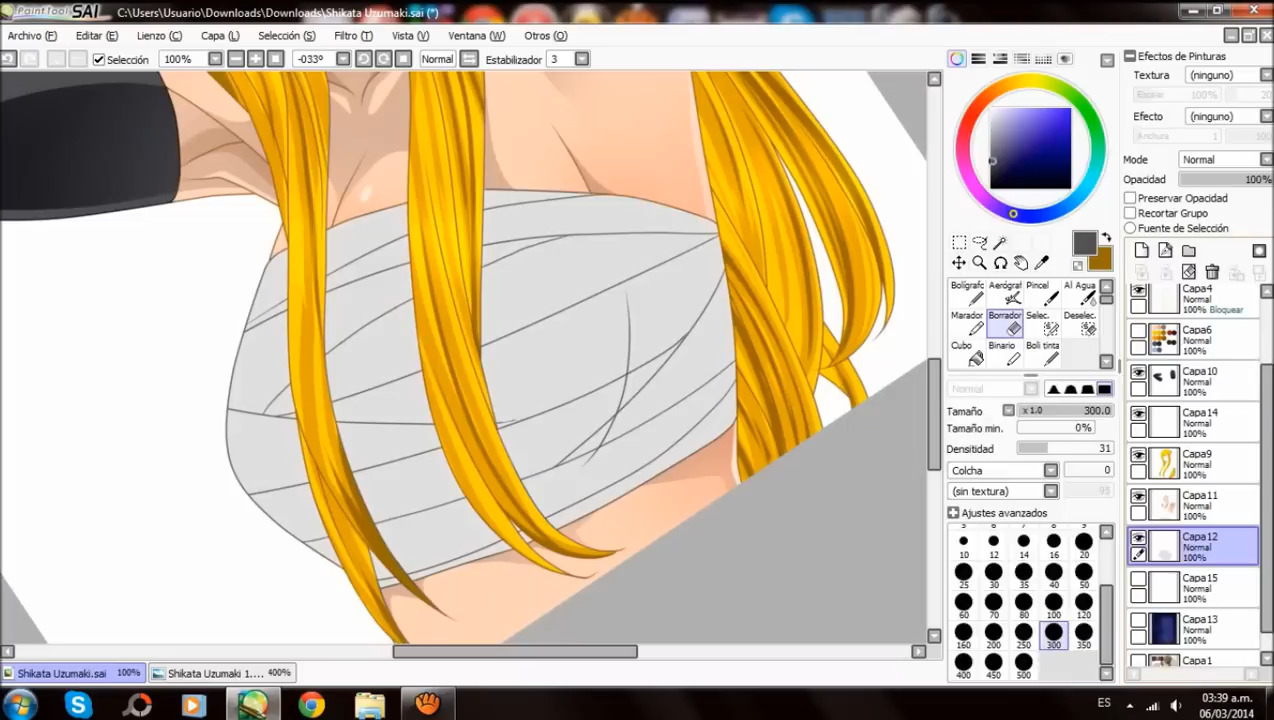 PaintTool SAI C:\Users\Usuario\Downloads\Downloads\Shikata Uzumaki.sai (*)
Archivo (F) Editar (E) Lienzo (C) Capa (L) Selección (S) Filtro (T) Vista (V) Ventana (W) Otros (O)
Selección 100% -033º Normal Estabilizador 3
Efectos de Pinturas
Textura (ninguno)
Efecto (ninguno)
Anchura 1
Mode Normal
Opacidad 100%
Preservar Opacidad
Recortar Grupo
Fuente de Selección
Bolígrafo Aerógraf Pincel Al Agua
Marador Borrador Selec. Deselec.
Cubo Binario Boli tinta
Normal
Tamaño x 1.0 300.0
Tamaño min. 0%
Densitidad 31
Colcha 0
(sin textura) 95
Ajustes avanzados
10 12 14 16 20
25 30 35 40 50
60 70 80 100 120
160 200 250 300 350
400 450 500
Capa4
Normal
100% Bloquear
Capa6
Normal
100%
Capa10
Normal
100%
Capa14
Normal
100%
Capa9
Normal
100%
Capa11
Normal
100%
Capa12
Normal
100%
Capa15
Normal
100%
Capa13
Normal
100%
Capa1
Shikata Uzumaki.sai 100% Shikata Uzumaki 1.... 400%
ES 03:39 a.m.
06/03/2014